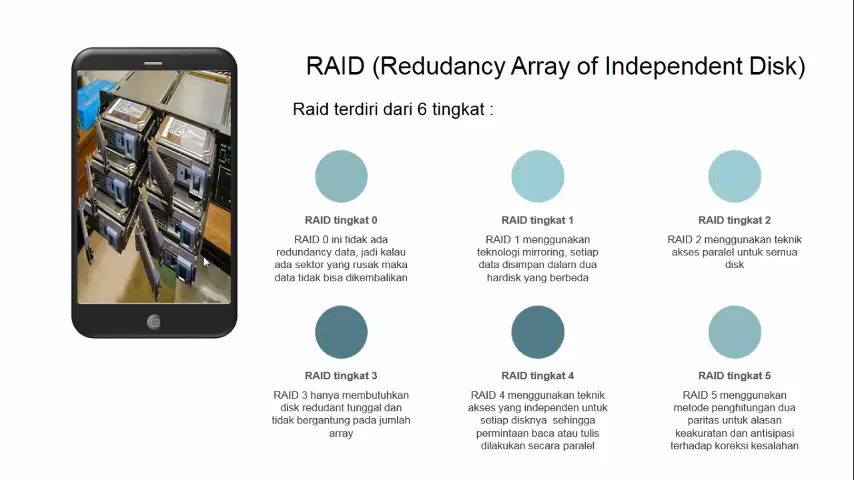 RAID (Redudancy Array of Independent Disk)
Raid terdiri dari 6 tingkat :
RAID tingkat 0
RAID 0 ini tidak ada
redundancy data, jadi kalau
ada sektor yang rusak maka
data tidak bisa dikembalikan
RAID tingkat 1
RAID 1 menggunakan
teknologi mirroring, setiap
data disimpan dalam dua
hardisk yang berbeda
RAID tingkat 2
RAID 2 menggunakan teknik
akses paralel untuk semua
disk
RAID tingkat 3
RAID 3 hanya membutuhkan
disk redudant tunggal dan
tidak bergantung pada jumlah
array
RAID tingkat 4
RAID 4 menggunakan teknik
akses yang independen untuk
setiap disknya sehingga
permintaan baca atau tulis
dilakukan secara paralel
RAID tingkat 5
RAID 5 menggunakan
metode penghitungan dua
paritas untuk alasan
keakuratan dan antisipasi
terhadap koreksi kesalahan